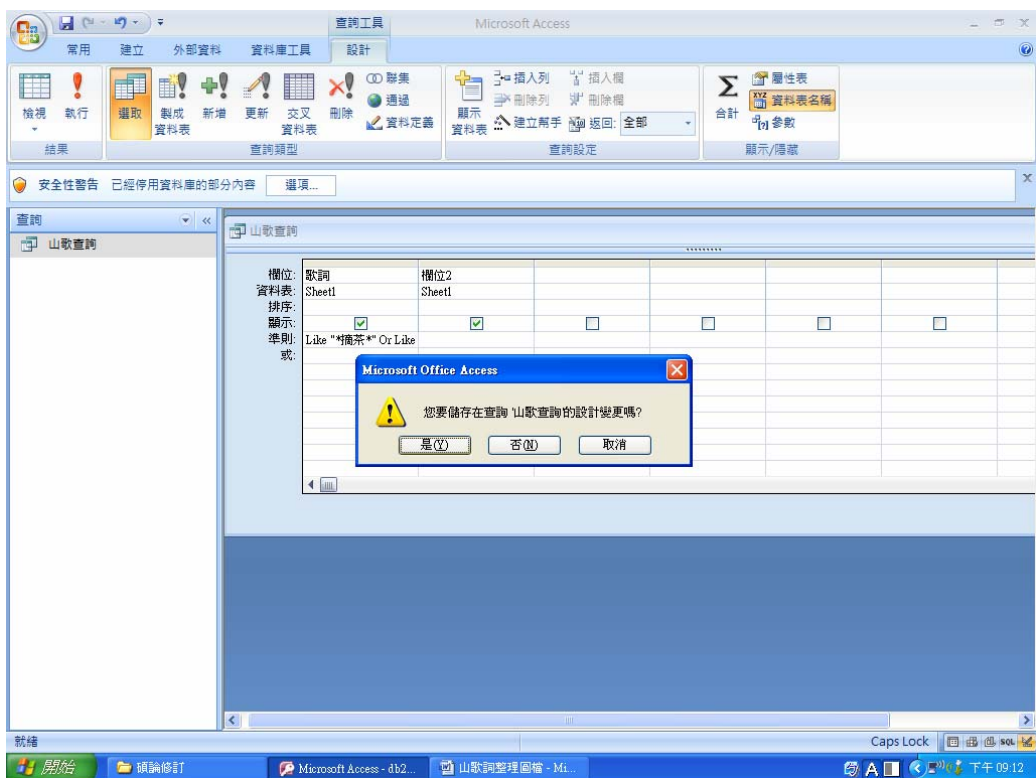 查詢工具 Microsoft Access
常用 建立 外部資料 資料庫工具 設計
檢視 執行 選取 製成資料表 新增 更新 交叉資料表 刪除
聯集
通過
資料定義
顯示資料表
插入列 插入欄
刪除列 刪除欄
建立幫手 返回: 全部
Σ 合計
屬性表
XYZ 資料表名稱
參數
結果 查詢類型 查詢設定 顯示/隱藏
安全性警告 已經停用資料庫的部分內容 選項...
查詢
山歌查詢
山歌查詢
欄位: 歌詞 欄位2
資料表: Sheet1 Sheet1
排序:
顯示:
準則: Like "*摘茶*" Or Like
或:
Microsoft Office Access
您要儲存在查詢 '山歌查詢'的設計變更嗎?
是(Y) 否(N) 取消
就緒 Caps Lock SQL
開始 碩論修訂 Microsoft Access - db2... 山歌詞整理圖檔 - Mi... A 下午 09:12